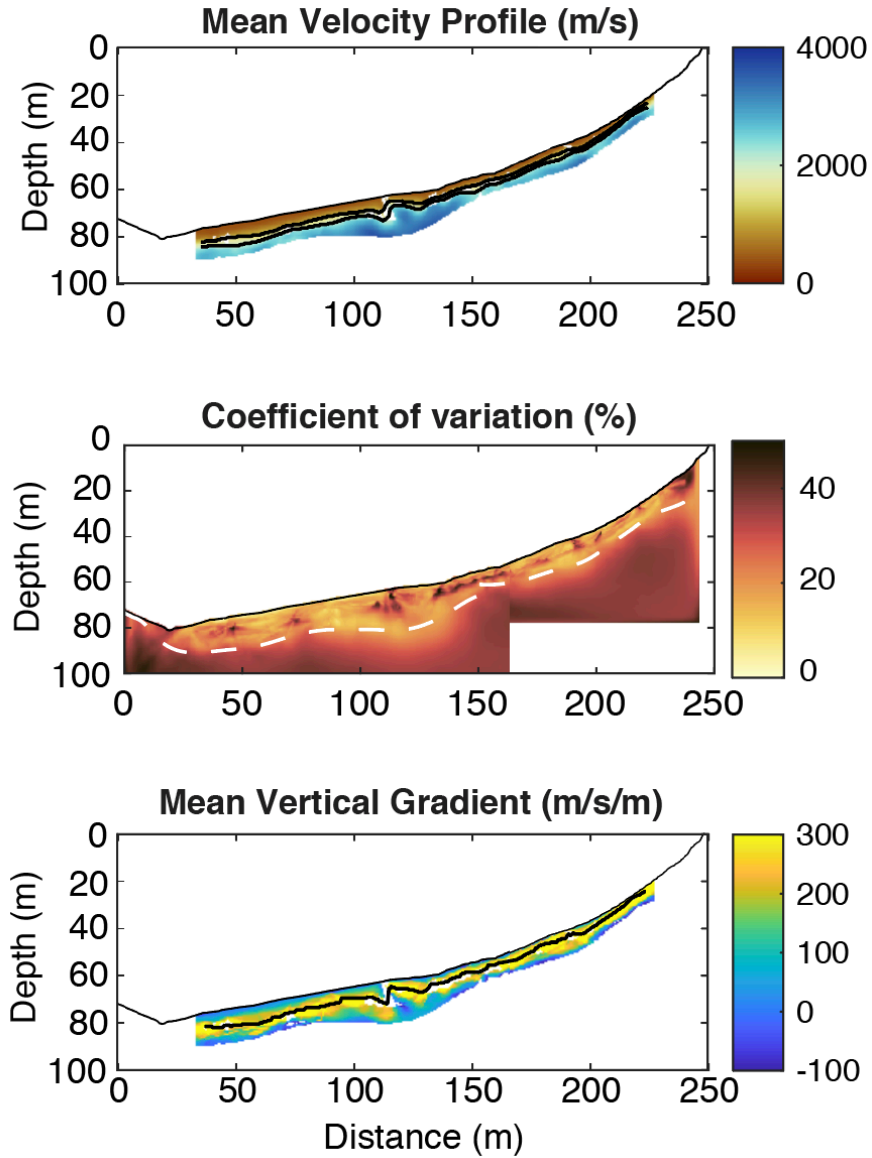 Mean Velocity Profile (m/s)
0
20
40
60
80
100
Depth (m)
0 50 100 150 200 250
4000
2000
0
Coefficient of variation (%)
0
20
40
60
80
100
Depth (m)
0 50 100 150 200 250
40
20
0
Mean Vertical Gradient (m/s/m)
0
20
40
60
80
100
Depth (m)
0 50 100 150 200 250
Distance (m)
300
200
100
0
-100